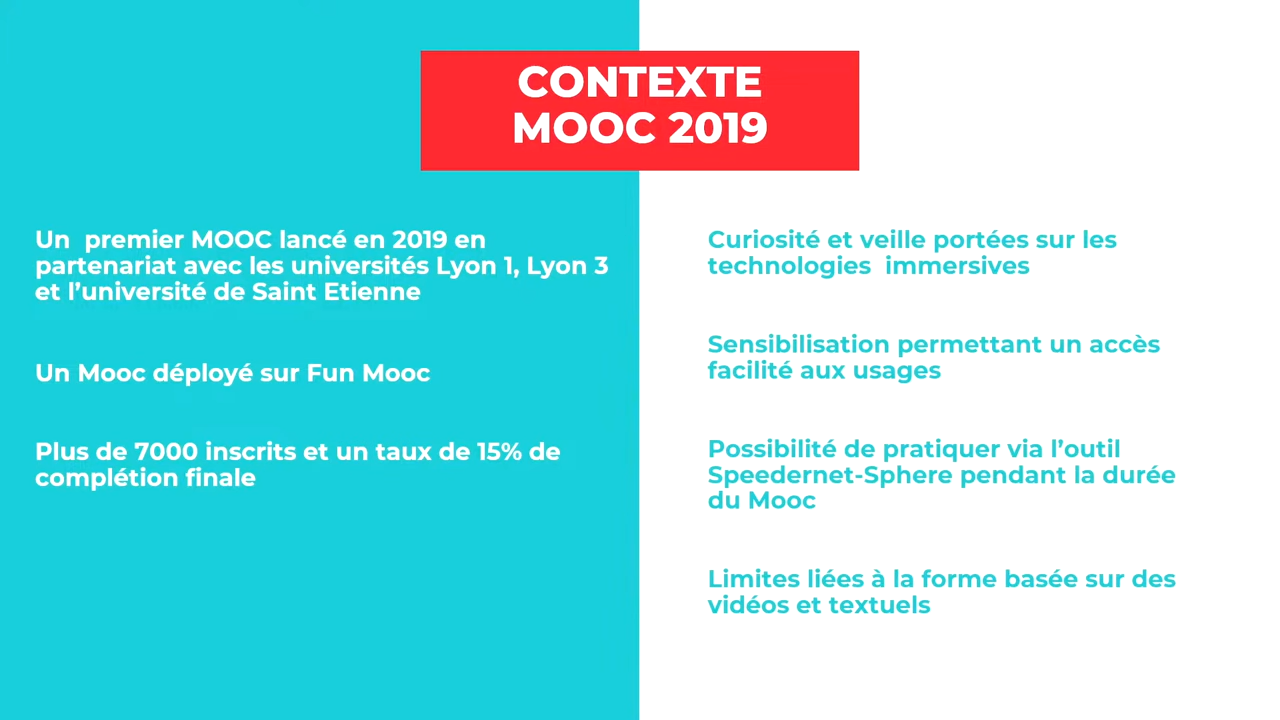 CONTEXTE
MOOC 2019
Un  premier MOOC lancé en 2019 en
partenariat avec les universités Lyon 1, Lyon 3
et l’université de Saint Etienne
Un Mooc déployé sur Fun Mooc
Plus de 7000 inscrits et un taux de 15% de
complétion finale
Curiosité et veille portées sur les
technologies  immersives
Sensibilisation permettant un accès
facilité aux usages
Possibilité de pratiquer via l’outil
Speedernet-Sphere pendant la durée
du Mooc
Limites liées à la forme basée sur des
vidéos et textuels